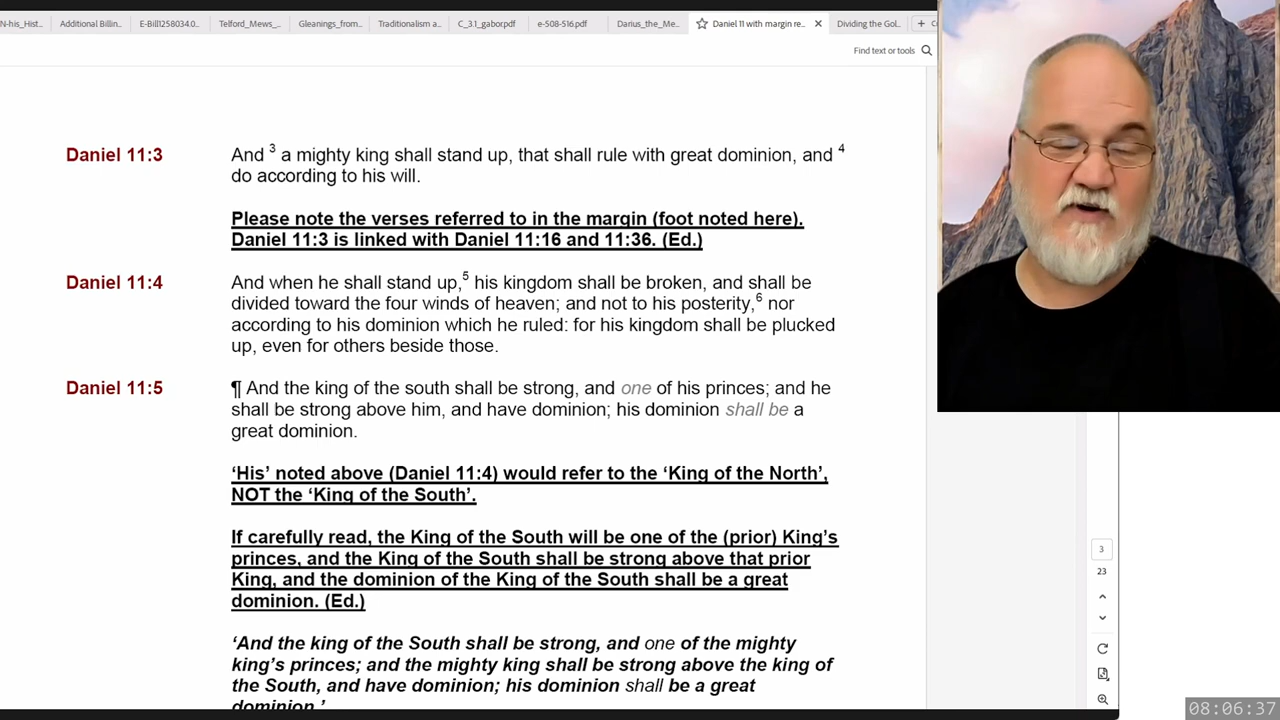 N-his_Hist...
Additional Billin...
E-Bill1258034.0...
Telford_Mews_...
Gleanings_from...
Traditionalism a...
C_3.1_gabor.pdf
e-508-516.pdf
Darius_the_Me...
Daniel 11 with margin re...
Dividing the Gol...
Find text or tools
Daniel 11:3
And ³ a mighty king shall stand up, that shall rule with great dominion, and ⁴
do according to his will.
Please note the verses referred to in the margin (foot noted here).
Daniel 11:3 is linked with Daniel 11:16 and 11:36. (Ed.)
Daniel 11:4
And when he shall stand up,⁵ his kingdom shall be broken, and shall be
divided toward the four winds of heaven; and not to his posterity,⁶ nor
according to his dominion which he ruled: for his kingdom shall be plucked
up, even for others beside those.
Daniel 11:5
¶ And the king of the south shall be strong, and one of his princes; and he
shall be strong above him, and have dominion; his dominion shall be a
great dominion.
‘His’ noted above (Daniel 11:4) would refer to the ‘King of the North’,
NOT the ‘King of the South’.
If carefully read, the King of the South will be one of the (prior) King’s
princes, and the King of the South shall be strong above that prior
King, and the dominion of the King of the South shall be a great
dominion. (Ed.)
‘And the king of the South shall be strong, and one of the mighty
king’s princes; and the mighty king shall be strong above the king of
the South, and have dominion; his dominion shall be a great
dominion.’
3
23
08:06:37